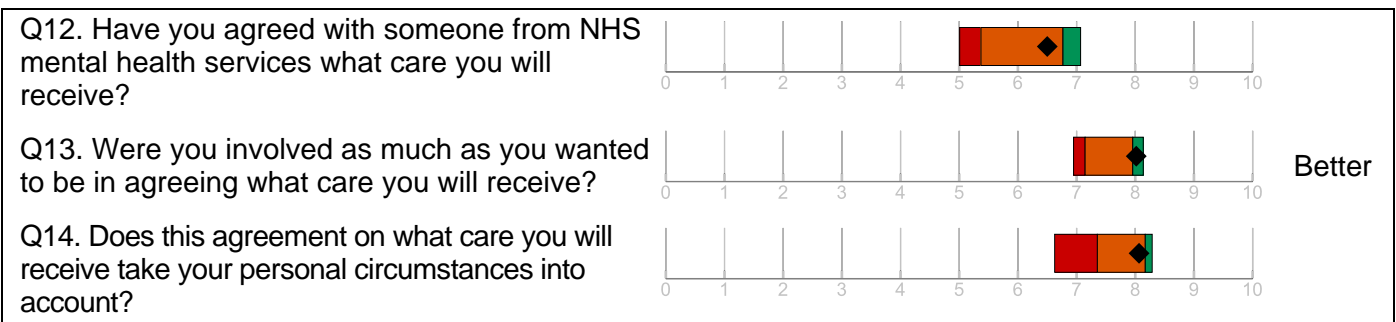 Q12. Have you agreed with someone from NHS
mental health services what care you will
receive?
0 1 2 3 4 5 6 7 8 9 10
Q13. Were you involved as much as you wanted
to be in agreeing what care you will receive?
0 1 2 3 4 5 6 7 8 9 10
Better
Q14. Does this agreement on what care you will
receive take your personal circumstances into
account?
0 1 2 3 4 5 6 7 8 9 10